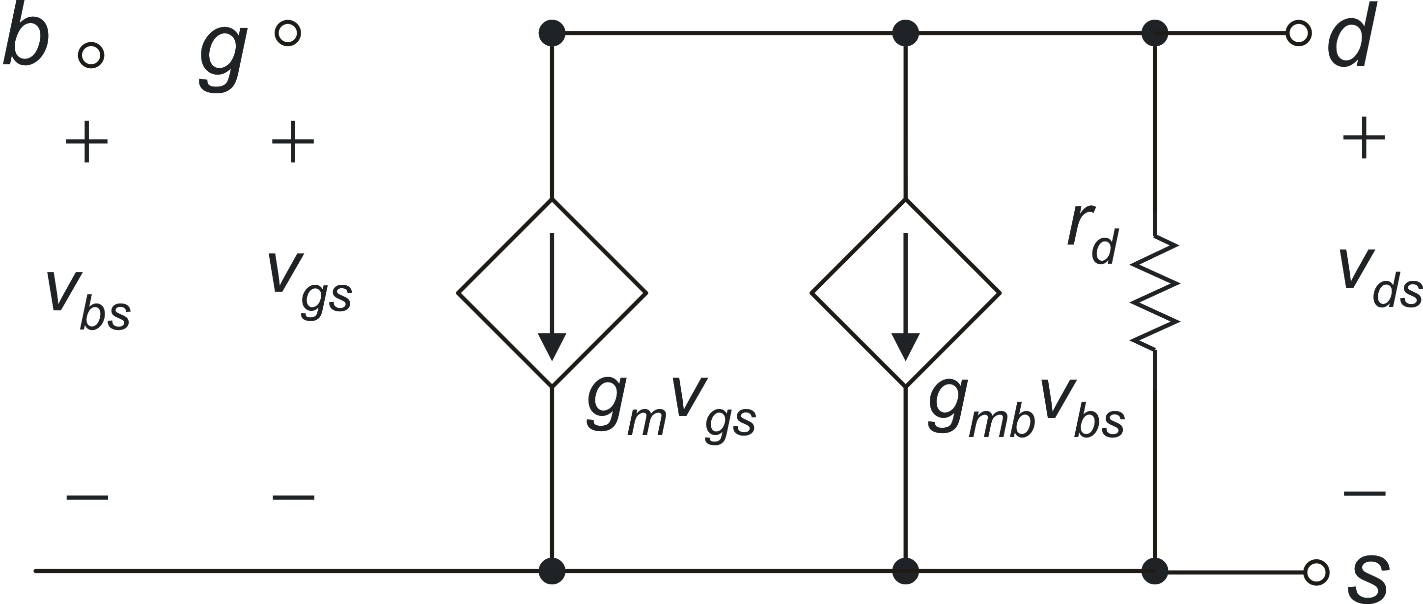 b g d
+ + +
v_bs v_gs r_d v_ds
g_m v_gs g_mb v_bs
– – –
s